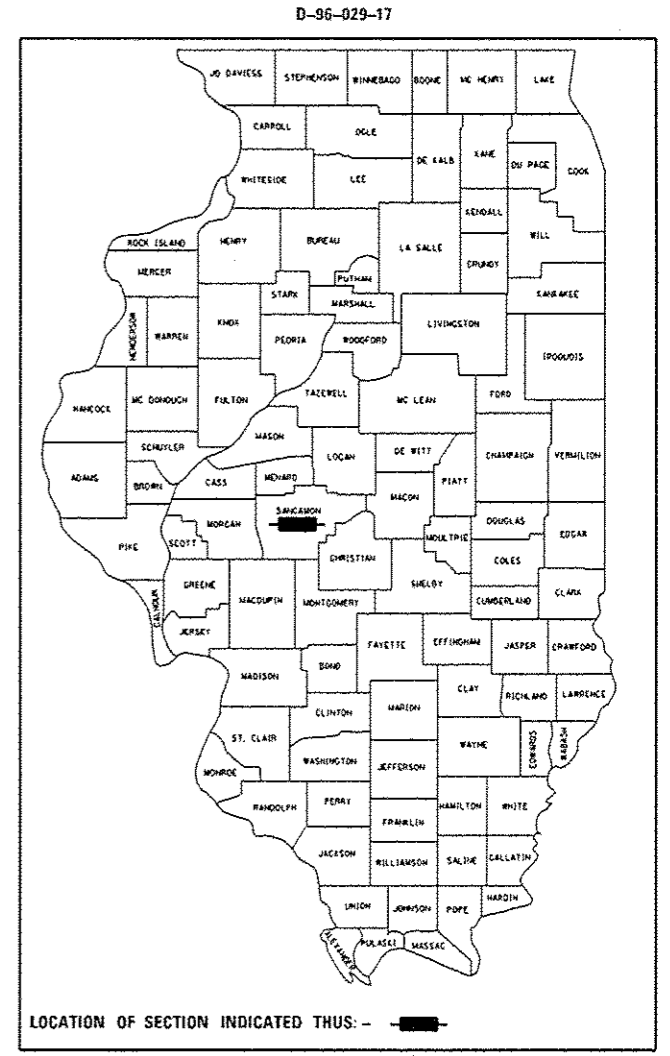 D-96-029-17
JO DAVIESS STEPHENSON WINNEBAGO BOONE MC HENRY LAKE
CARROLL OGLE
DE KALB KANE DU PAGE COOK
WHITESIDE LEE
KENDALL
ROCK ISLAND HENRY BUREAU LA SALLE WILL
MERCER PUTNAM GRUNDY
STARK MARSHALL KANKAKEE
HENDERSON WARREN KNOX PEORIA WOODFORD LIVINGSTON
IROQUOIS
HANCOCK MC DONOUGH FULTON TAZEWELL MC LEAN FORD
SCHUYLER MASON
LOGAN DE WITT CHAMPAIGN VERMILION
ADAMS BROWN CASS MENARD PIATT
MACON
MORGAN SANGAMON DOUGLAS
PIKE SCOTT CHRISTIAN MOULTRIE EDGAR
COLES
GREENE SHELBY
CALHOUN MACOUPIN MONTGOMERY CUMBERLAND CLARK
JERSEY
FAYETTE EFFINGHAM JASPER CRAWFORD
MADISON BOND
CLAY RICHLAND LAWRENCE
CLINTON MARION
ST. CLAIR WAYNE EDWARDS WABASH
MONROE WASHINGTON JEFFERSON
RANDOLPH PERRY HAMILTON WHITE
FRANKLIN
JACKSON WILLIAMSON SALINE GALLATIN
UNION JOHNSON POPE HARDIN
ALEXANDER PULASKI MASSAC
LOCATION OF SECTION INDICATED THUS: -